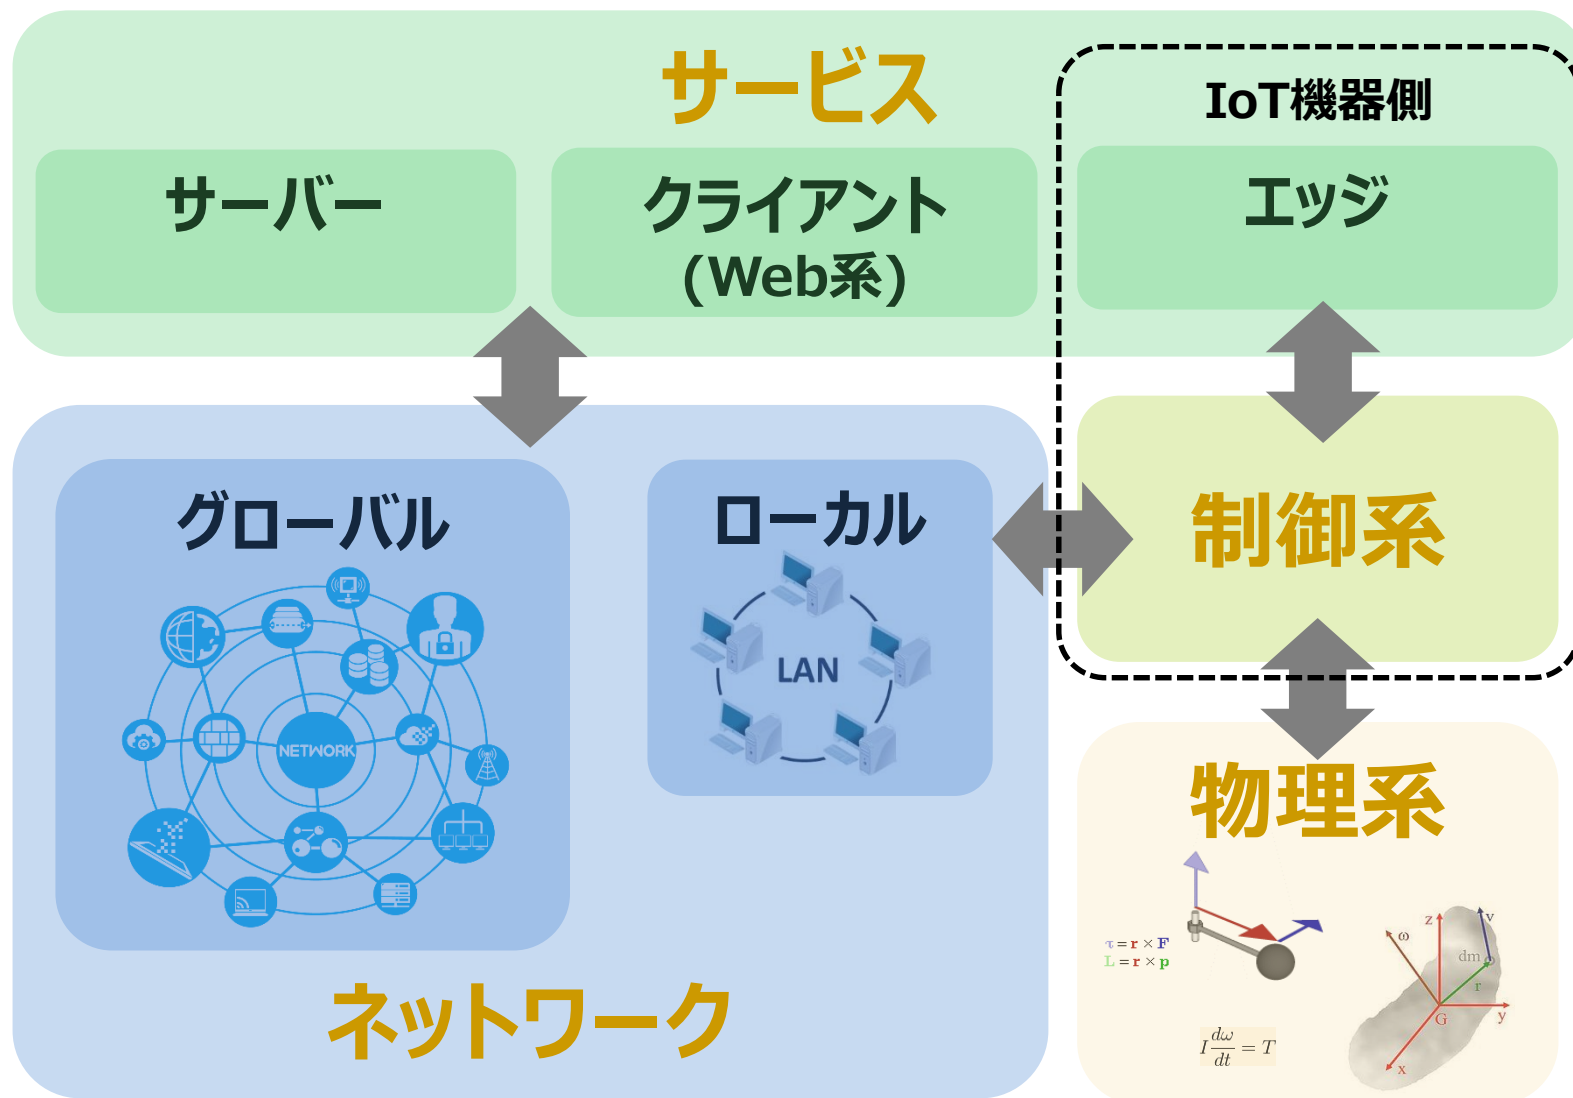 サービス
IoT機器側
サーバー
クライアント
(Web系)
エッジ
グローバル
ローカル
制御系
LAN
NETWORK
物理系
τ = r × F
L = r × p
z
v
ω
dm
r
G
y
x
I dω/dt = T
ネットワーク